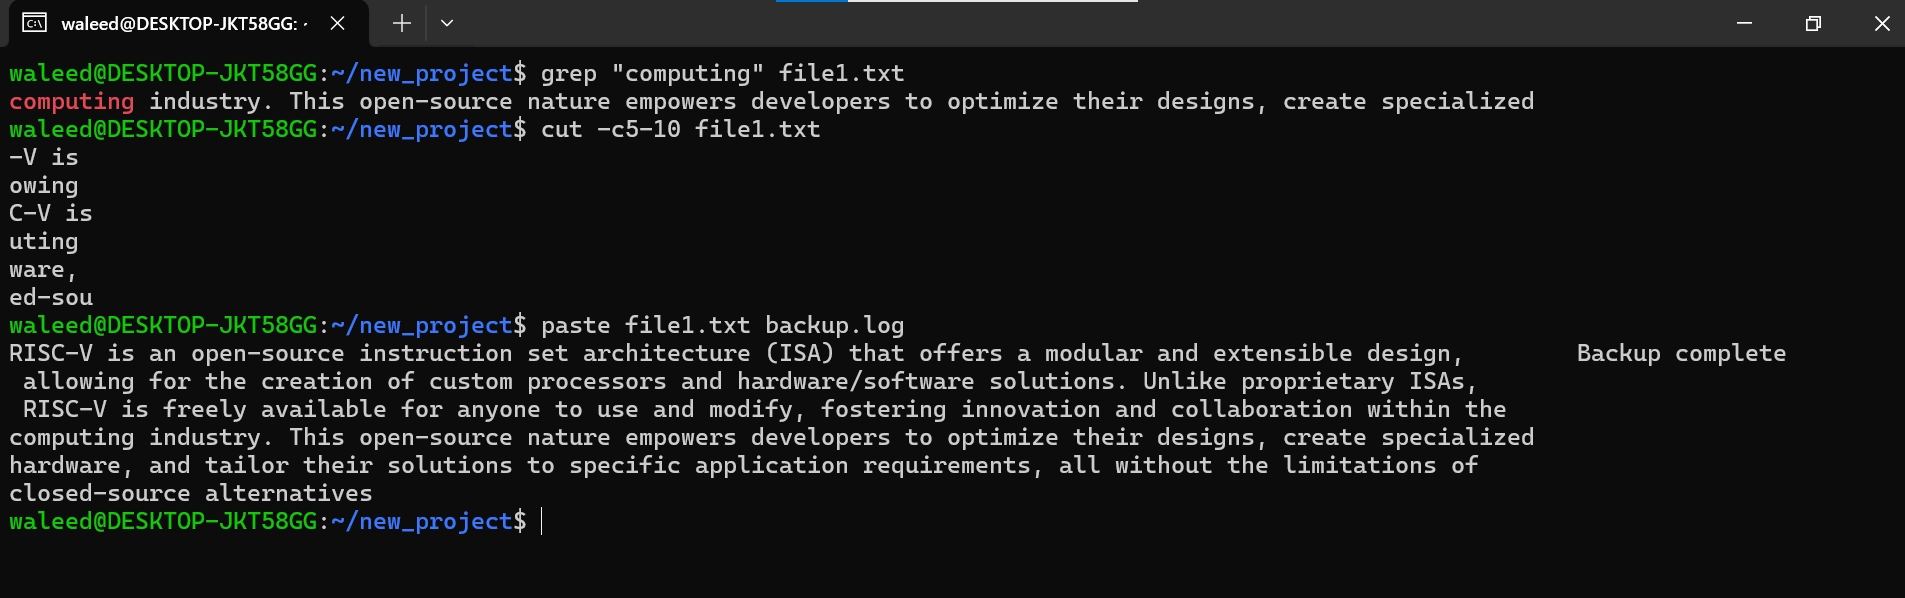 waleed@DESKTOP-JKT58GG: ~
waleed@DESKTOP-JKT58GG:~/new_project$ grep "computing" file1.txt
computing industry. This open-source nature empowers developers to optimize their designs, create specialized
waleed@DESKTOP-JKT58GG:~/new_project$ cut -c5-10 file1.txt
-V is
owing
C-V is
uting
ware,
ed-sou
waleed@DESKTOP-JKT58GG:~/new_project$ paste file1.txt backup.log
RISC-V is an open-source instruction set architecture (ISA) that offers a modular and extensible design,        Backup complete
 allowing for the creation of custom processors and hardware/software solutions. Unlike proprietary ISAs,
 RISC-V is freely available for anyone to use and modify, fostering innovation and collaboration within the
computing industry. This open-source nature empowers developers to optimize their designs, create specialized
hardware, and tailor their solutions to specific application requirements, all without the limitations of
closed-source alternatives
waleed@DESKTOP-JKT58GG:~/new_project$